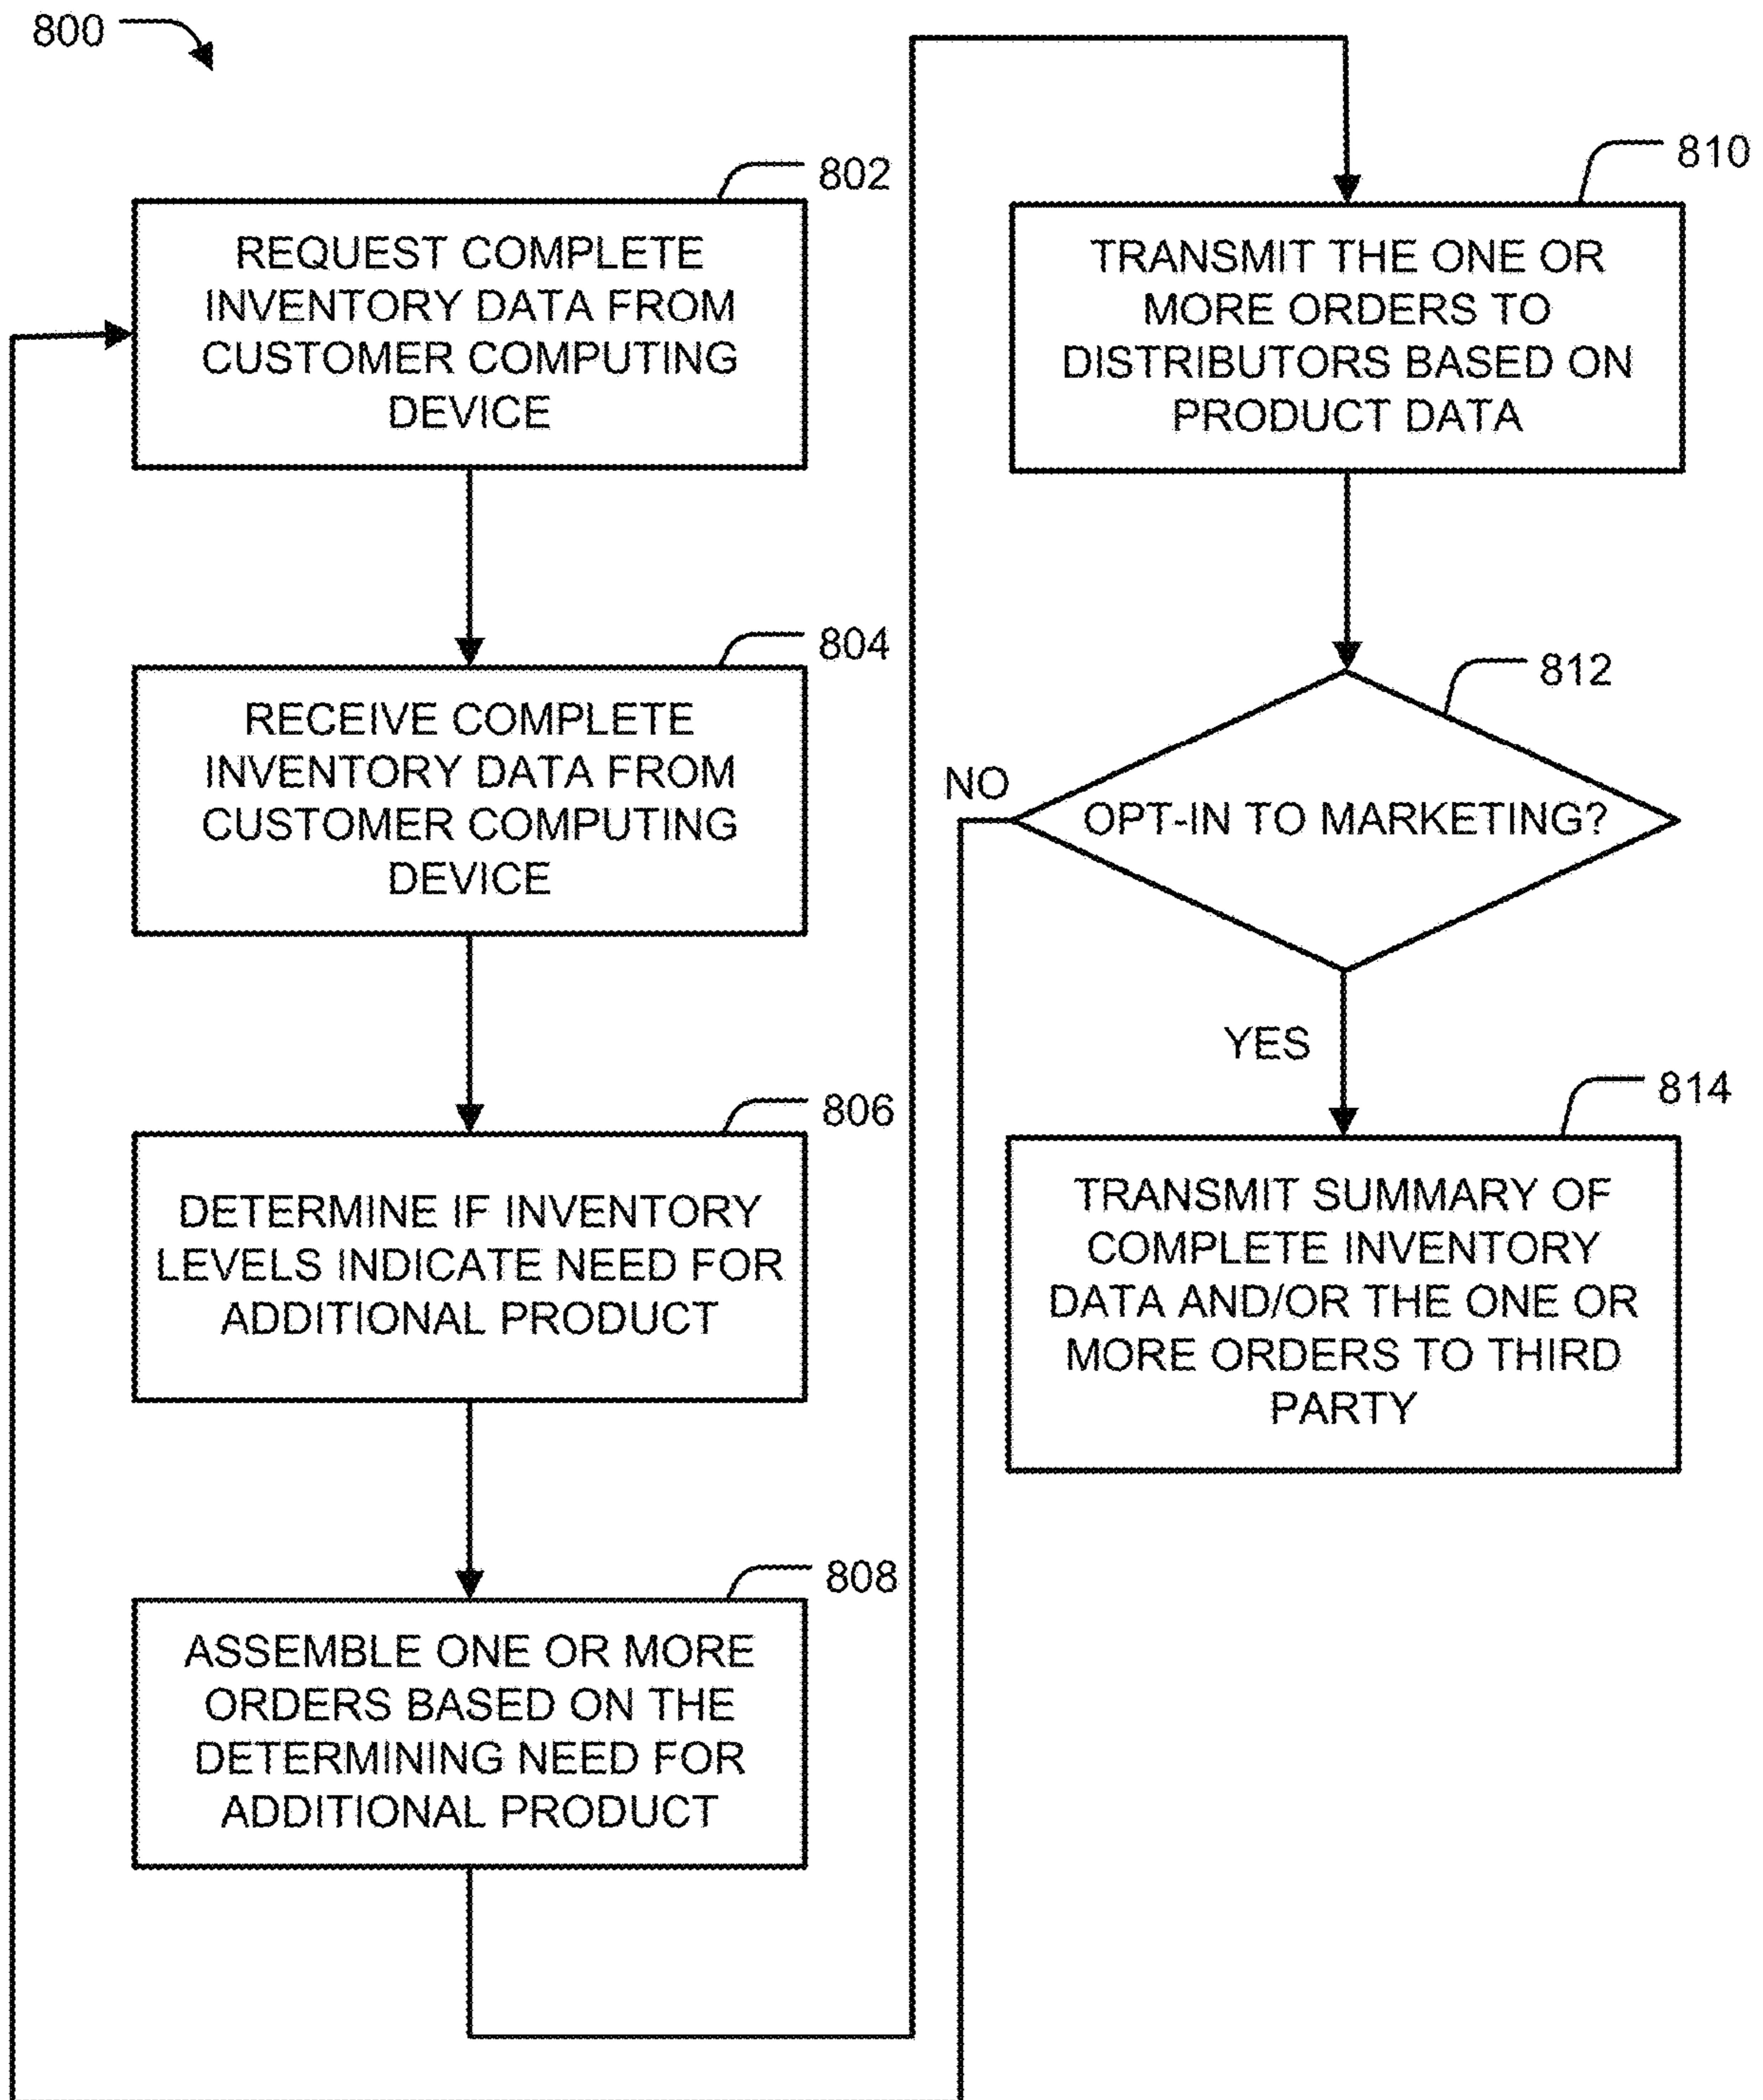 800
802
REQUEST COMPLETE
INVENTORY DATA FROM
CUSTOMER COMPUTING
DEVICE
804
RECEIVE COMPLETE
INVENTORY DATA FROM
CUSTOMER COMPUTING
DEVICE
806
DETERMINE IF INVENTORY
LEVELS INDICATE NEED FOR
ADDITIONAL PRODUCT
808
ASSEMBLE ONE OR MORE
ORDERS BASED ON THE
DETERMINING NEED FOR
ADDITIONAL PRODUCT
810
TRANSMIT THE ONE OR
MORE ORDERS TO
DISTRIBUTORS BASED ON
PRODUCT DATA
812
NO
OPT-IN TO MARKETING?
YES
814
TRANSMIT SUMMARY OF
COMPLETE INVENTORY
DATA AND/OR THE ONE OR
MORE ORDERS TO THIRD
PARTY